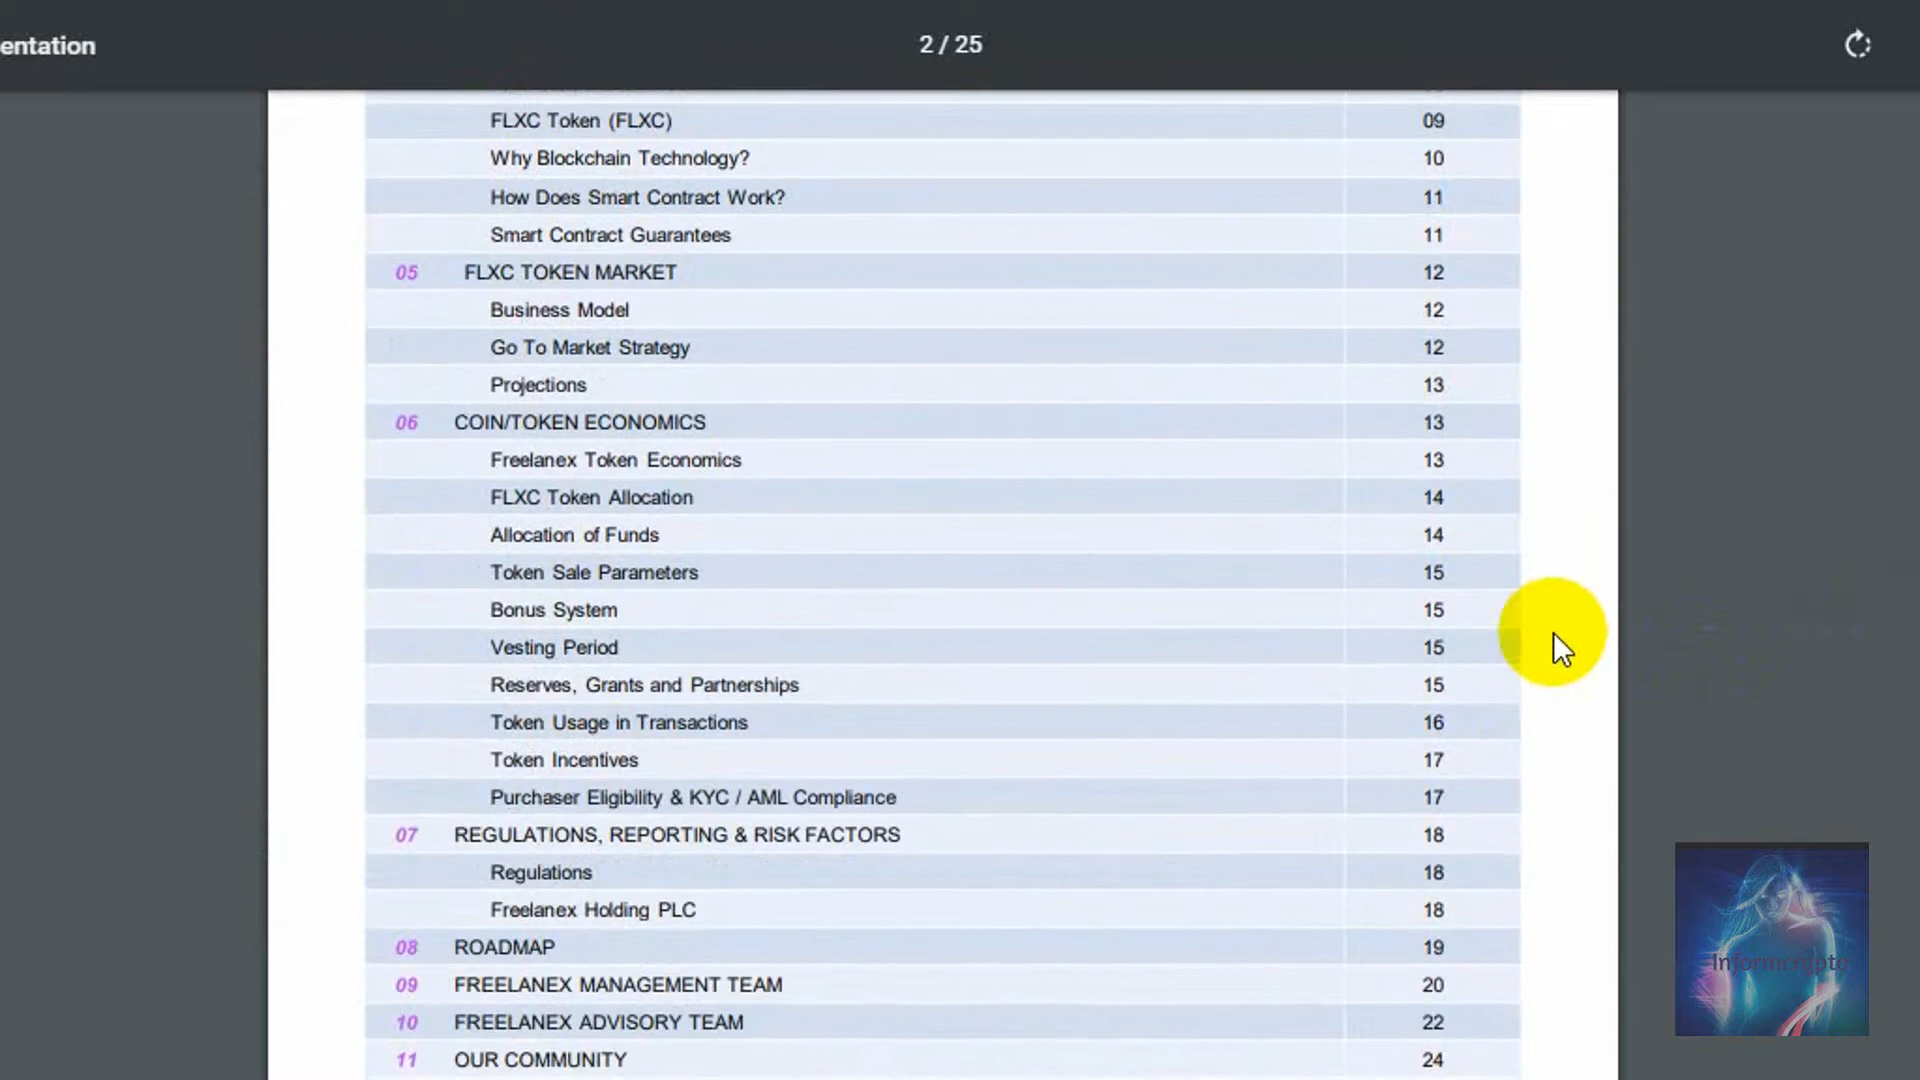 entation
2 / 25
FLXC Token (FLXC) 09
Why Blockchain Technology? 10
How Does Smart Contract Work? 11
Smart Contract Guarantees 11
05 FLXC TOKEN MARKET 12
Business Model 12
Go To Market Strategy 12
Projections 13
06 COIN/TOKEN ECONOMICS 13
Freelanex Token Economics 13
FLXC Token Allocation 14
Allocation of Funds 14
Token Sale Parameters 15
Bonus System 15
Vesting Period 15
Reserves, Grants and Partnerships 15
Token Usage in Transactions 16
Token Incentives 17
Purchaser Eligibility & KYC / AML Compliance 17
07 REGULATIONS, REPORTING & RISK FACTORS 18
Regulations 18
Freelanex Holding PLC 18
08 ROADMAP 19
09 FREELANEX MANAGEMENT TEAM 20
10 FREELANEX ADVISORY TEAM 22
11 OUR COMMUNITY 24